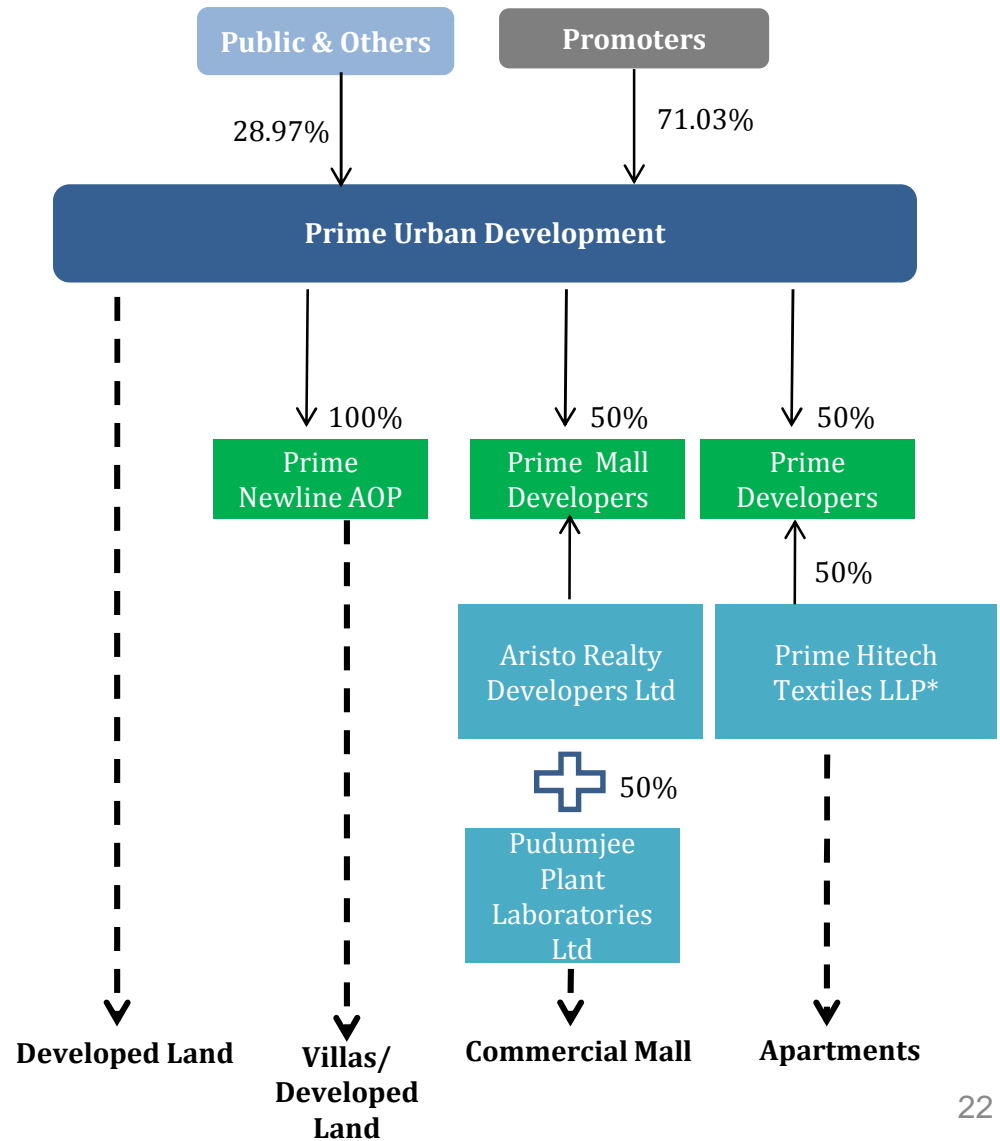 Public & Others
Promoters
28.97%
71.03%
Prime Urban Development
100%
50%
50%
Prime
Newline AOP
Prime Mall
Developers
Prime
Developers
50%
Aristo Realty
Developers Ltd
Prime Hitech
Textiles LLP*
50%
Pudumjee
Plant
Laboratories
Ltd
Developed Land
Villas/
Developed
Land
Commercial Mall
Apartments
22